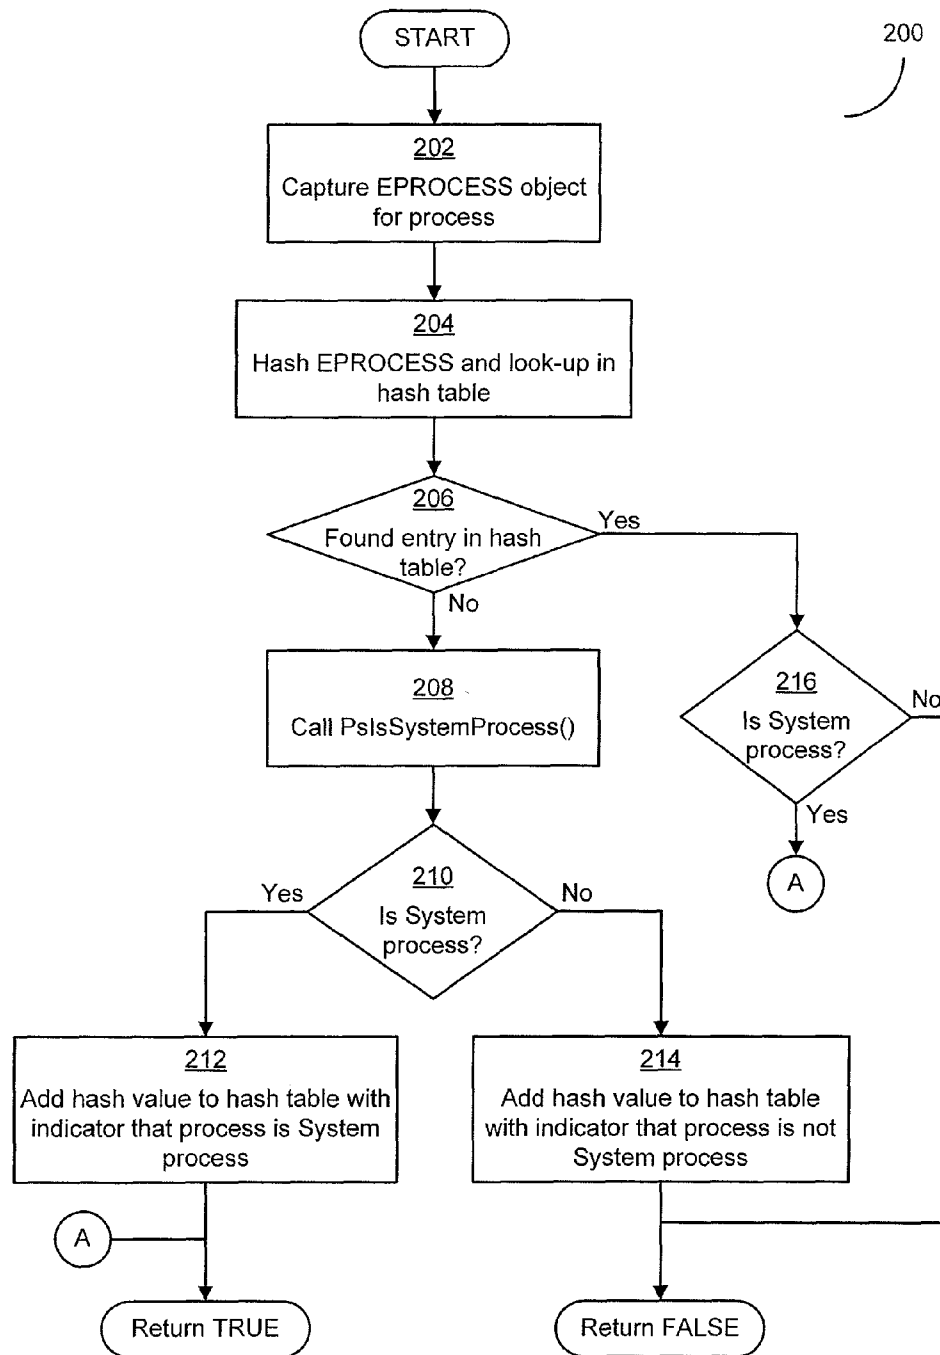 START
200
202
Capture EPROCESS object
for process
204
Hash EPROCESS and look-up in
hash table
206
Found entry in hash
table?
Yes
No
208
Call PsIsSystemProcess()
216
Is System
process?
No
Yes
A
210
Is System
process?
Yes
No
212
Add hash value to hash table with
indicator that process is System
process
214
Add hash value to hash table
with indicator that process is not
System process
A
Return TRUE
Return FALSE